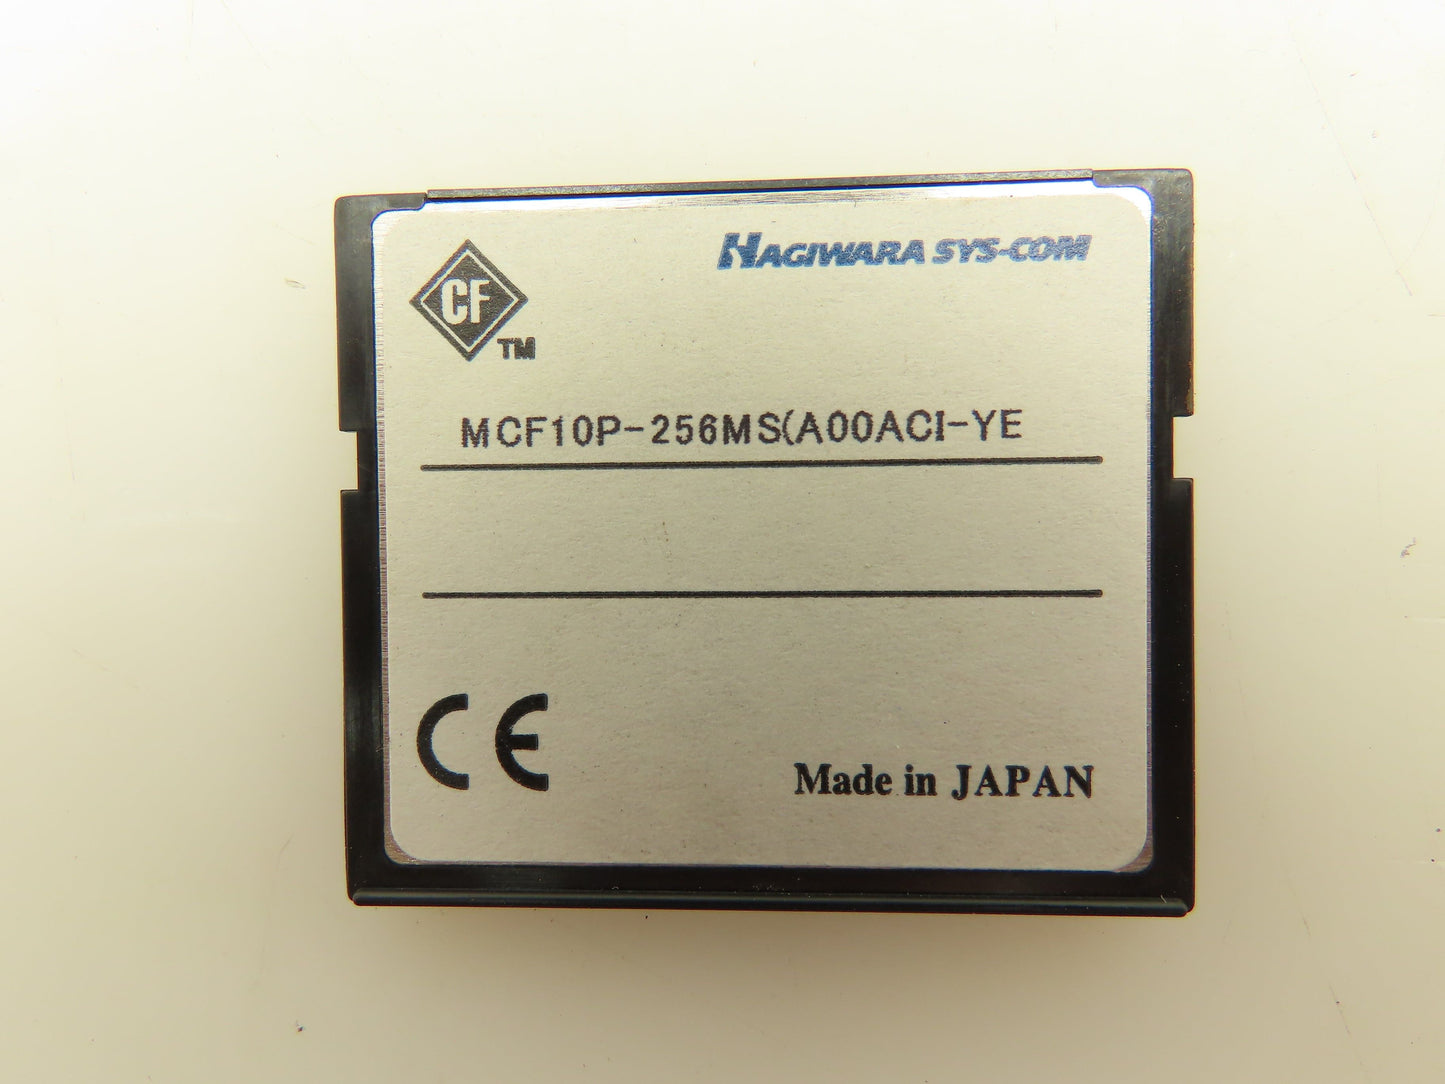 HAGIWARA SYS-COM
CF TM
MCF10P-256MS(A00ACI-YE
CE
Made in JAPAN